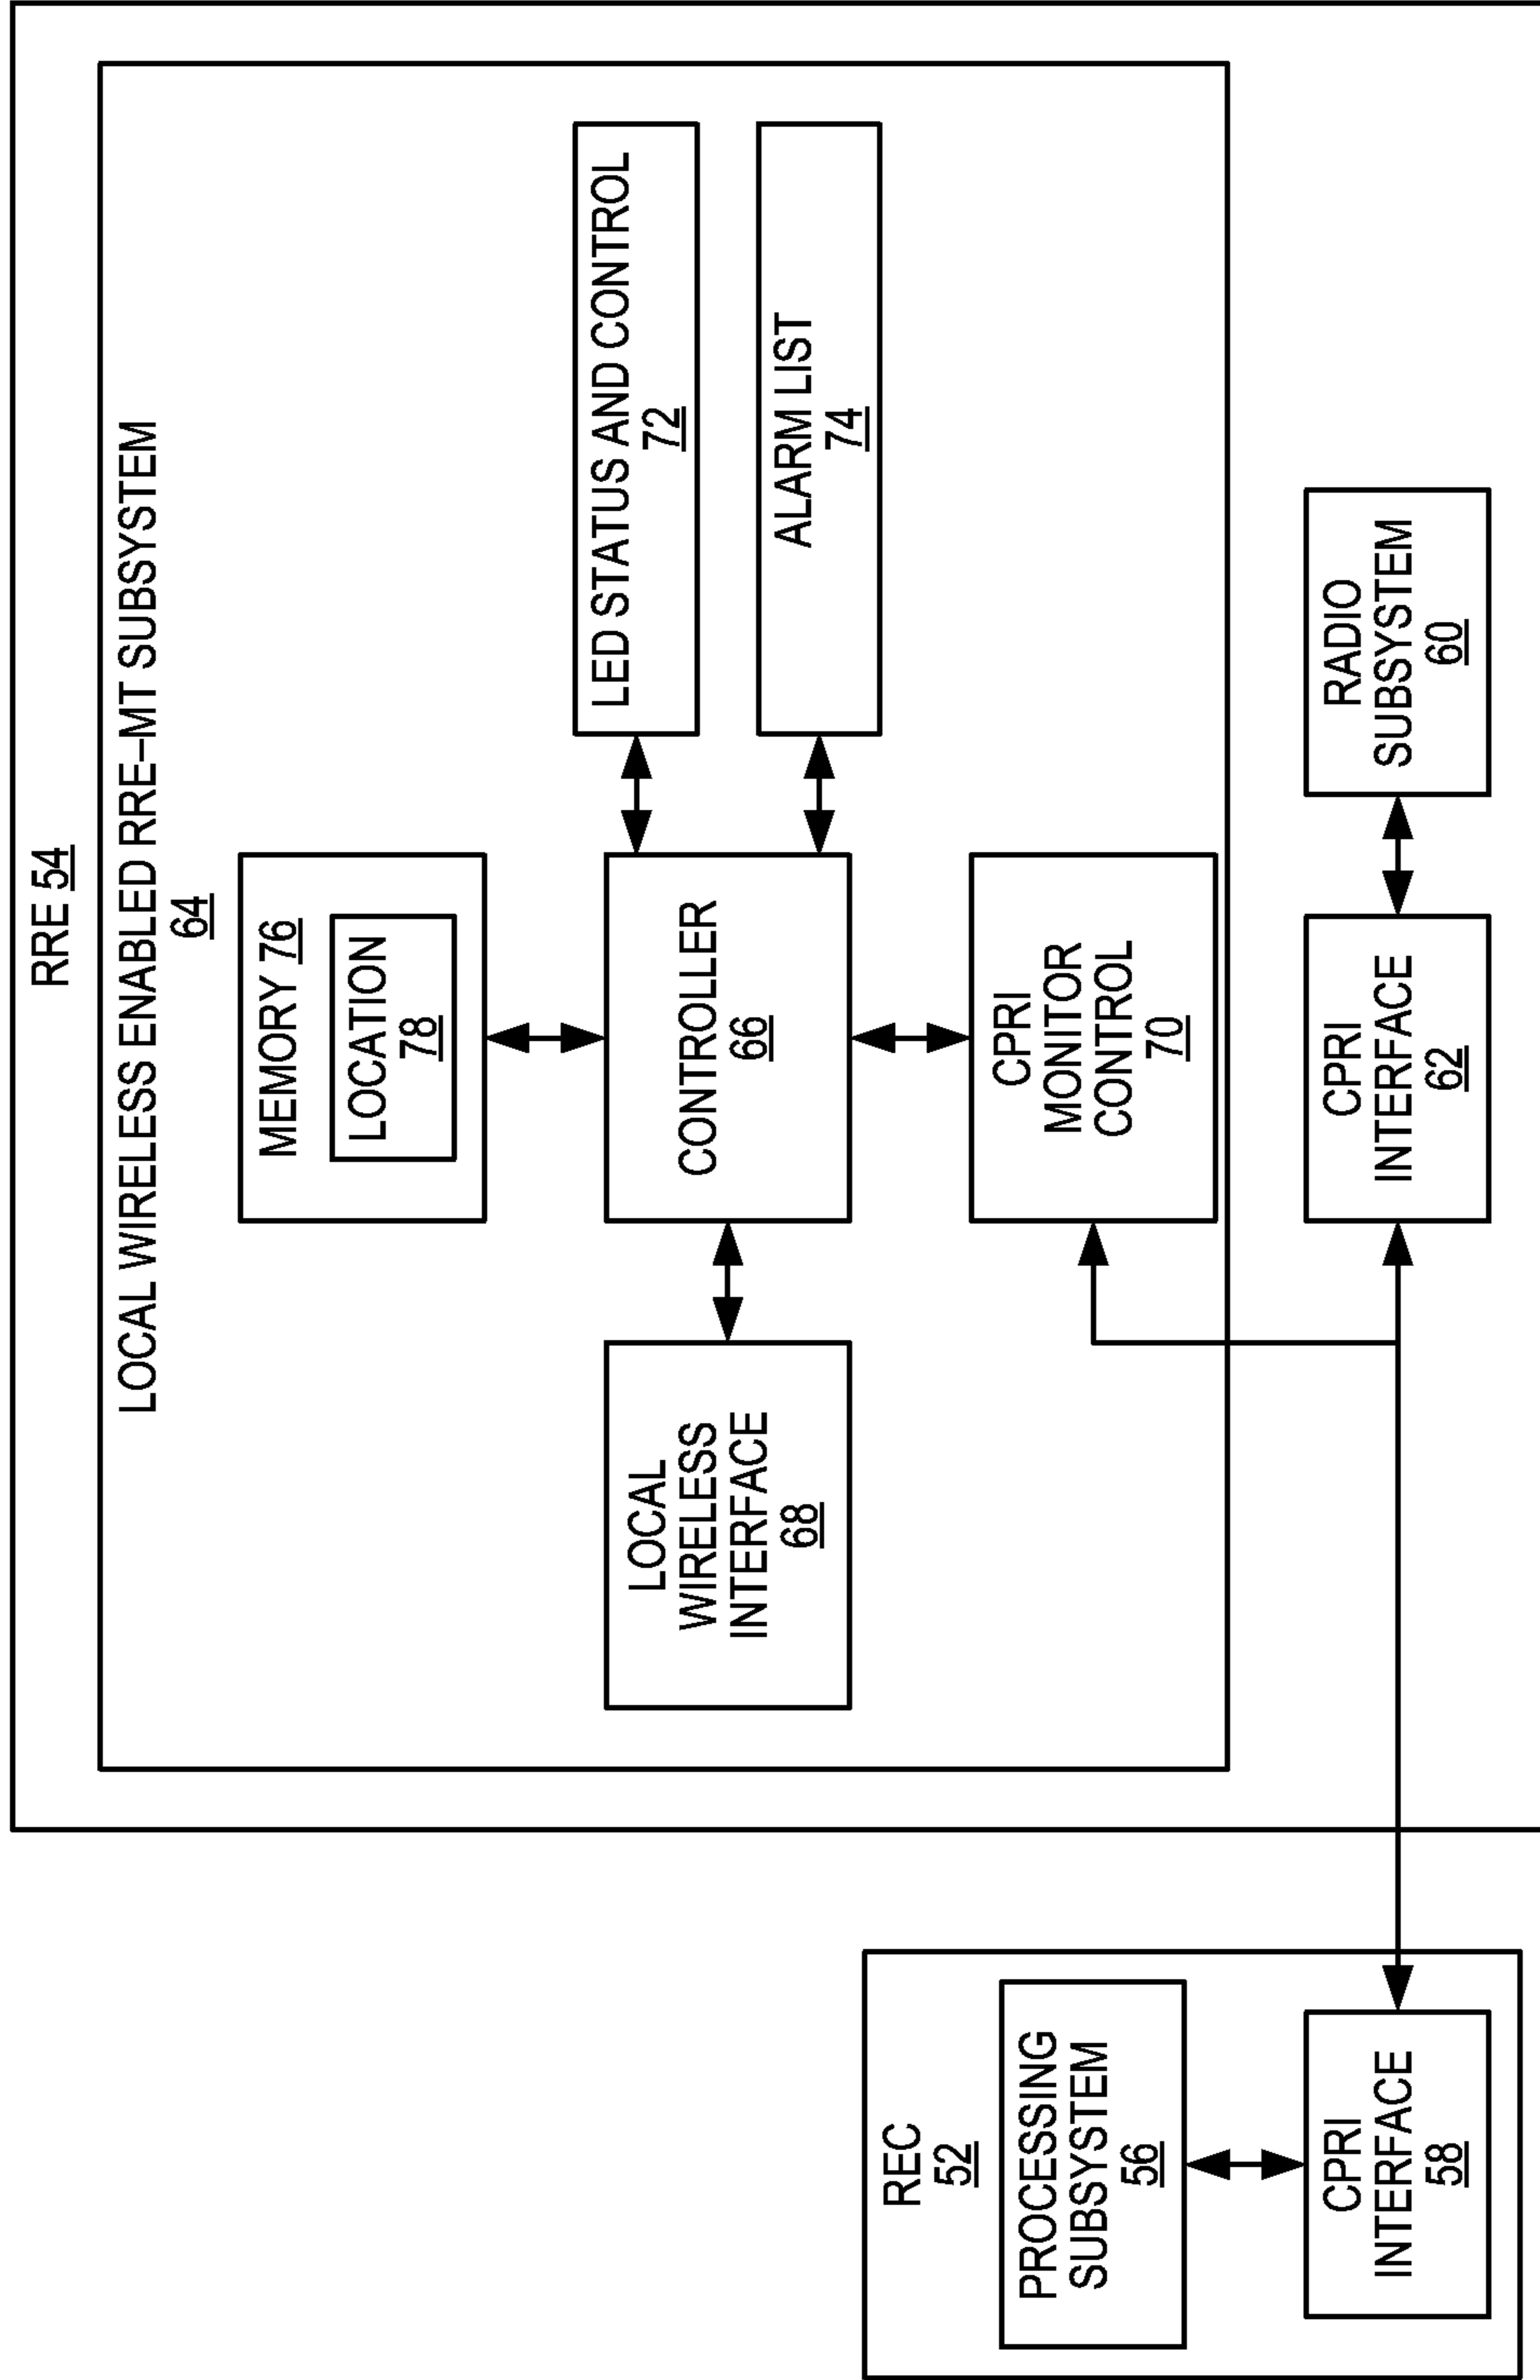 RRE 54
LOCAL WIRELESS ENABLED RRE–MT SUBSYSTEM
64
MEMORY 76
LOCATION
78
LED STATUS AND CONTROL
72
LOCAL
WIRELESS
INTERFACE
68
CONTROLLER
66
ALARM LIST
74
CPRI
MONITOR
CONTROL
70
REC
52
PROCESSING
SUBSYSTEM
56
CPRI
INTERFACE
58
CPRI
INTERFACE
62
RADIO
SUBSYSTEM
60